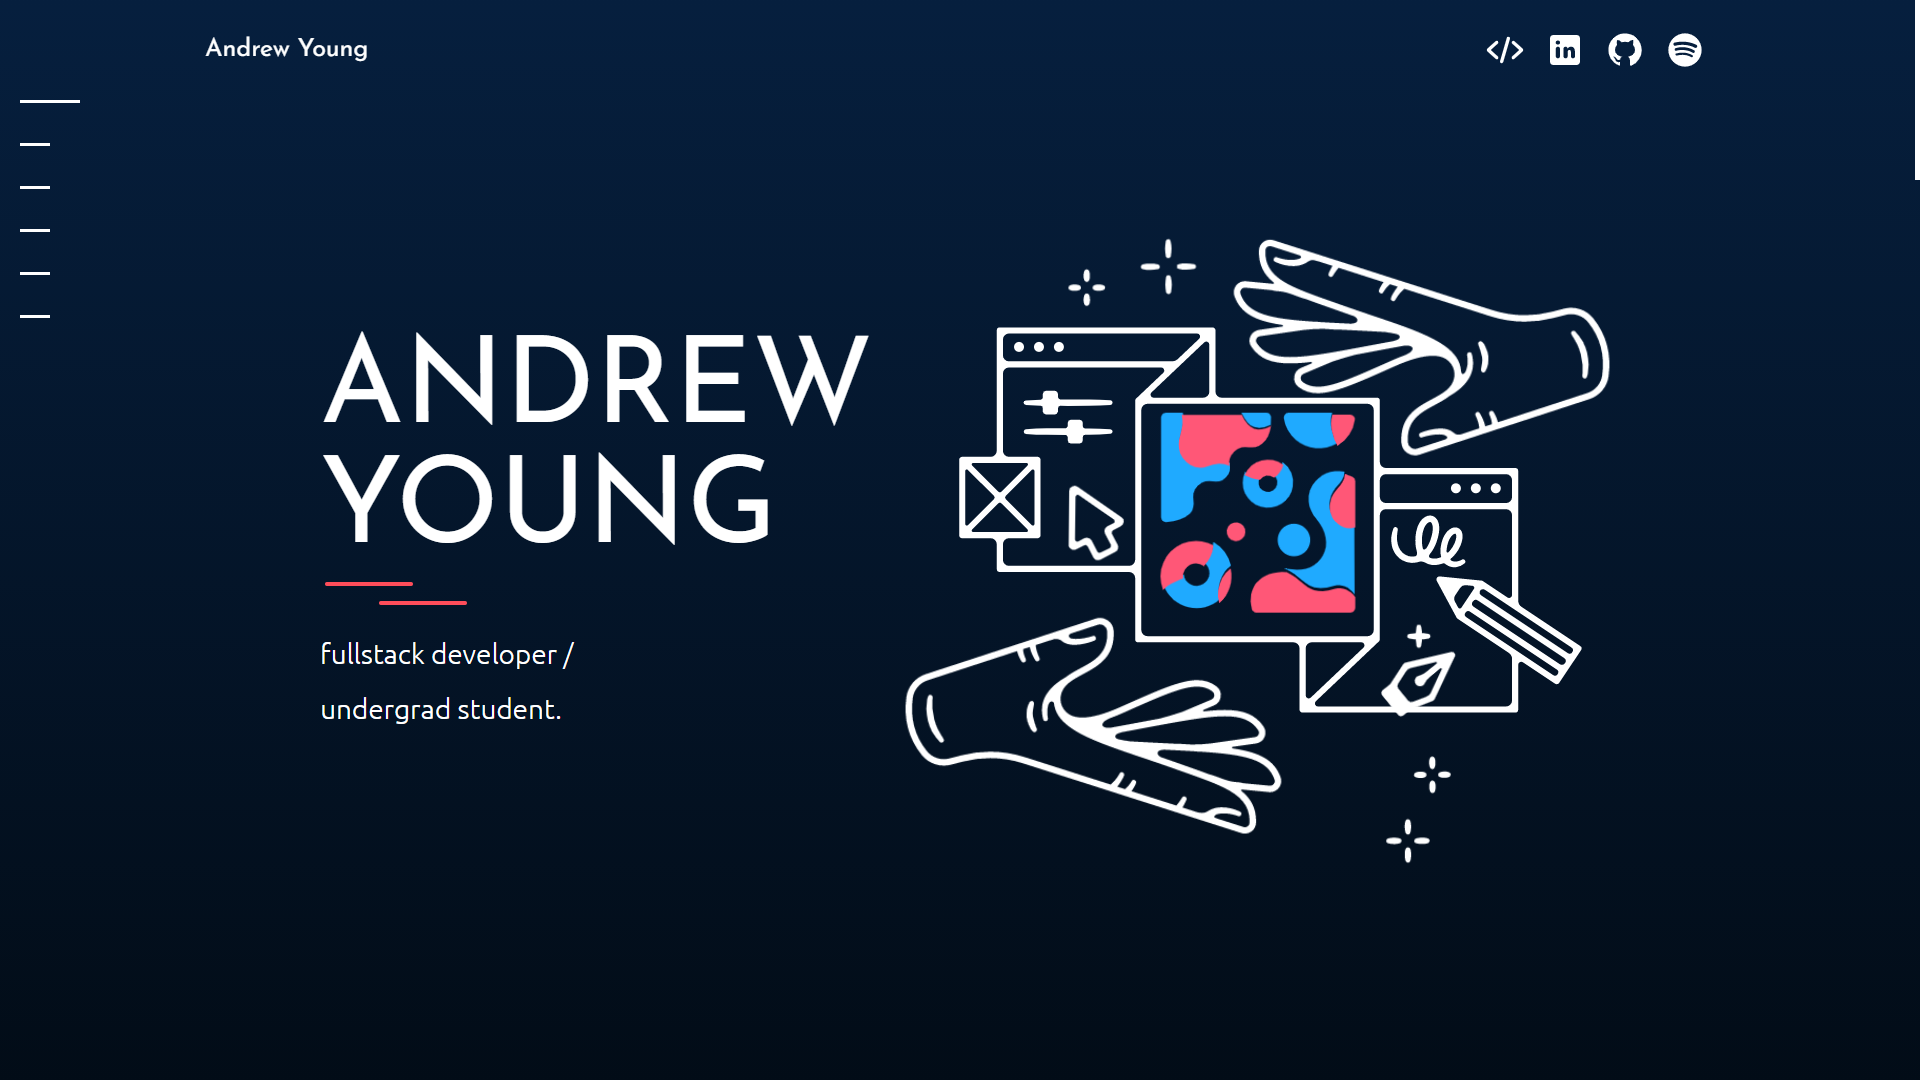 Andrew Young
ANDREW
YOUNG
fullstack developer /
undergrad student.